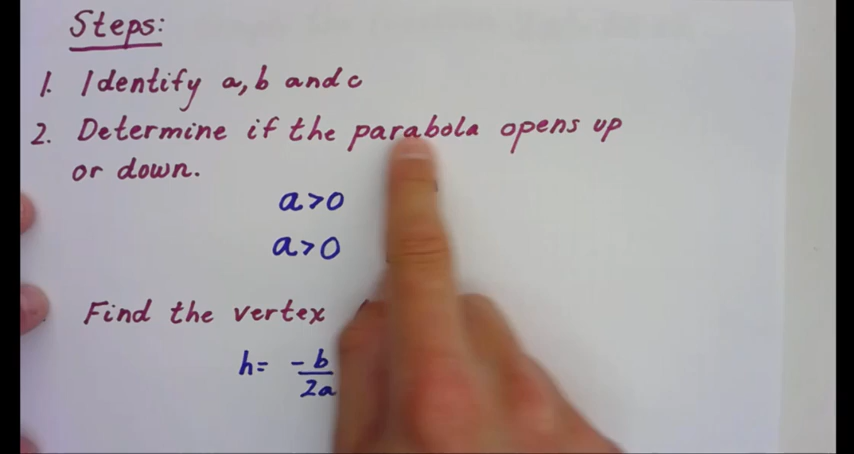 Steps:
1. Identify a, b and c
2. Determine if the parabola opens up
or down.
a>0
a>0
Find the vertex
h= -b/2a